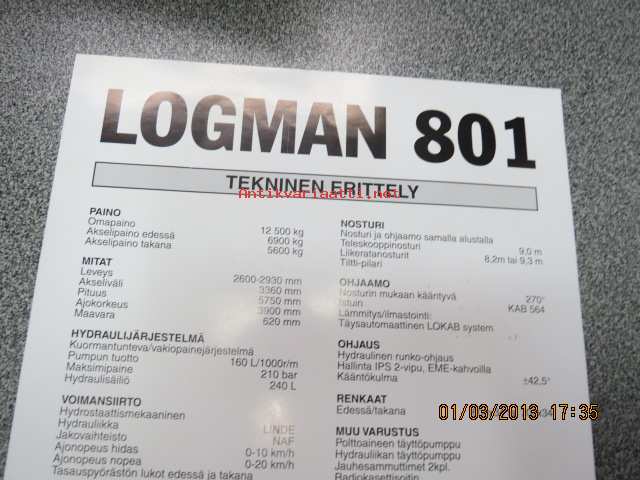 LOGMAN 801
TEKNINEN ERITTELY
Antikvariaatti.net
PAINO
Omapaino 12 500 kg
Akselipaino edessä 6900 kg
Akselipaino takana 5600 kg
MITAT
Leveys 2600-2930 mm
Akseliväli 3360 mm
Pituus 5750 mm
Ajokorkeus 3900 mm
Maavara 620 mm
HYDRAULIJÄRJESTELMÄ
Kuormantunteva/vakiopainejärjestelmä
Pumpun tuotto 160 L/1000r/m
Maksimipaine 210 bar
Hydraulisäiliö 240 L
VOIMANSIIRTO
Hydrostaattismekaaninen
Hydrauliikka LINDE
Jakovaihteisto NAF
Ajonopeus hidas 0-10 km/h
Ajonopeus nopea 0-20 km/h
Tasauspyörästön lukot edessä ja takana
NOSTURI
Nosturi ja ohjaamo samalla alustalla
Teleskooppinosturi 9,0 m
Liikeratanosturit 8,2m tai 9,3 m
Tiltti-pilari
OHJAAMO
Nosturin mukaan kääntyvä 270°
Istuin KAB 564
Lämmitys/ilmastointi:
Täysautomaattinen LOKAB system
OHJAUS
Hydraulinen runko-ohjaus
Hallinta IPS 2-vipu, EME-kahvoilla
Kääntökulma ±42.5°
RENKAAT
Edessä/takana
MUU VARUSTUS
Polttoaineen täyttöpumppu
Hydrauliikan täyttöpumppu
Jauhesammuttimet 2kpl.
Radiokasettisoitin
01/03/2013 17:35